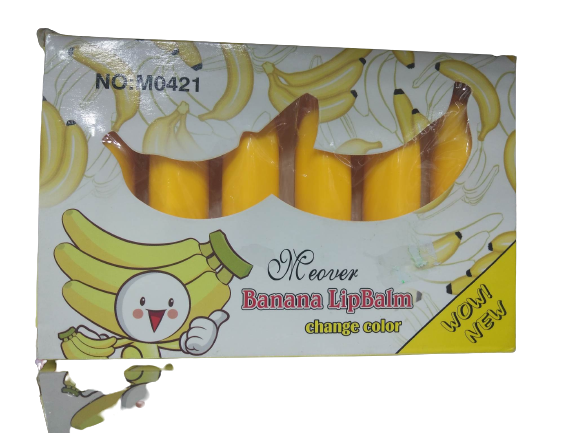 NO:M0421
Meover
Banana LipBalm
change color
WOW!
NEW